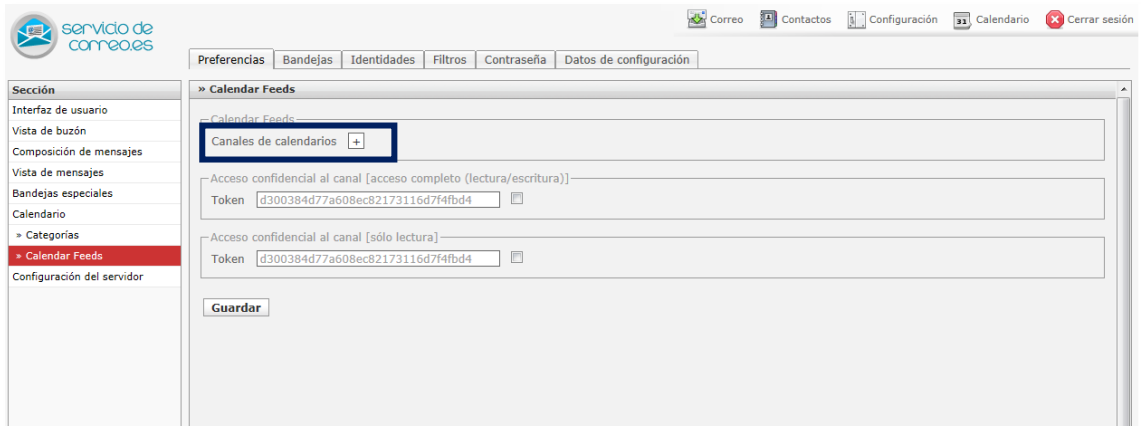 servicio de
correo.es
Correo Contactos Configuración Calendario Cerrar sesión
Preferencias Bandejas Identidades Filtros Contraseña Datos de configuración
Sección
Interfaz de usuario
Vista de buzón
Composición de mensajes
Vista de mensajes
Bandejas especiales
Calendario
» Categorías
» Calendar Feeds
Configuración del servidor
» Calendar Feeds
Calendar Feeds
Canales de calendarios +
Acceso confidencial al canal [acceso completo (lectura/escritura)]
Token d300384d77a608ec82173116d7f4fbd4
Acceso confidencial al canal [sólo lectura]
Token d300384d77a608ec82173116d7f4fbd4
Guardar